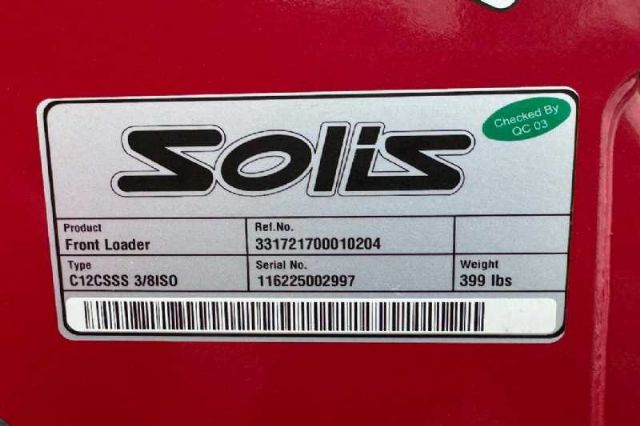 Solis
Checked By
QC 03
Product
Front Loader
Ref.No.
331721700010204
Type
C12CSSS 3/8ISO
Serial No.
116225002997
Weight
399 lbs